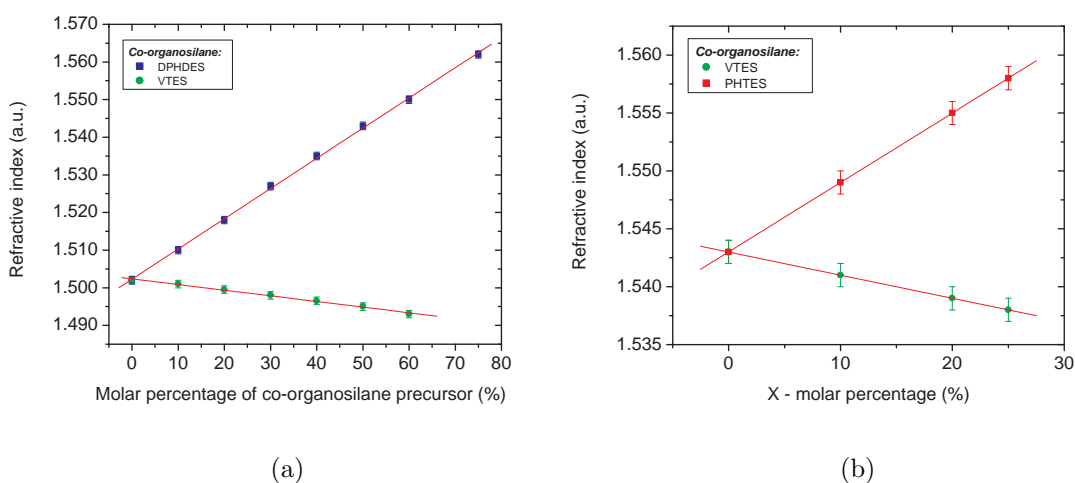 1.570
1.560
1.550
1.540
1.530
1.520
1.510
1.500
1.490
Refractive index (a.u.)
Co-organosilane:
DPHDES
VTES
0 10 20 30 40 50 60 70 80
Molar percentage of co-organosilane precursor (%)
(a)
1.560
1.555
1.550
1.545
1.540
1.535
Refractive index (a.u.)
Co-organosilane:
VTES
PHTES
0 10 20 30
X - molar percentage (%)
(b)